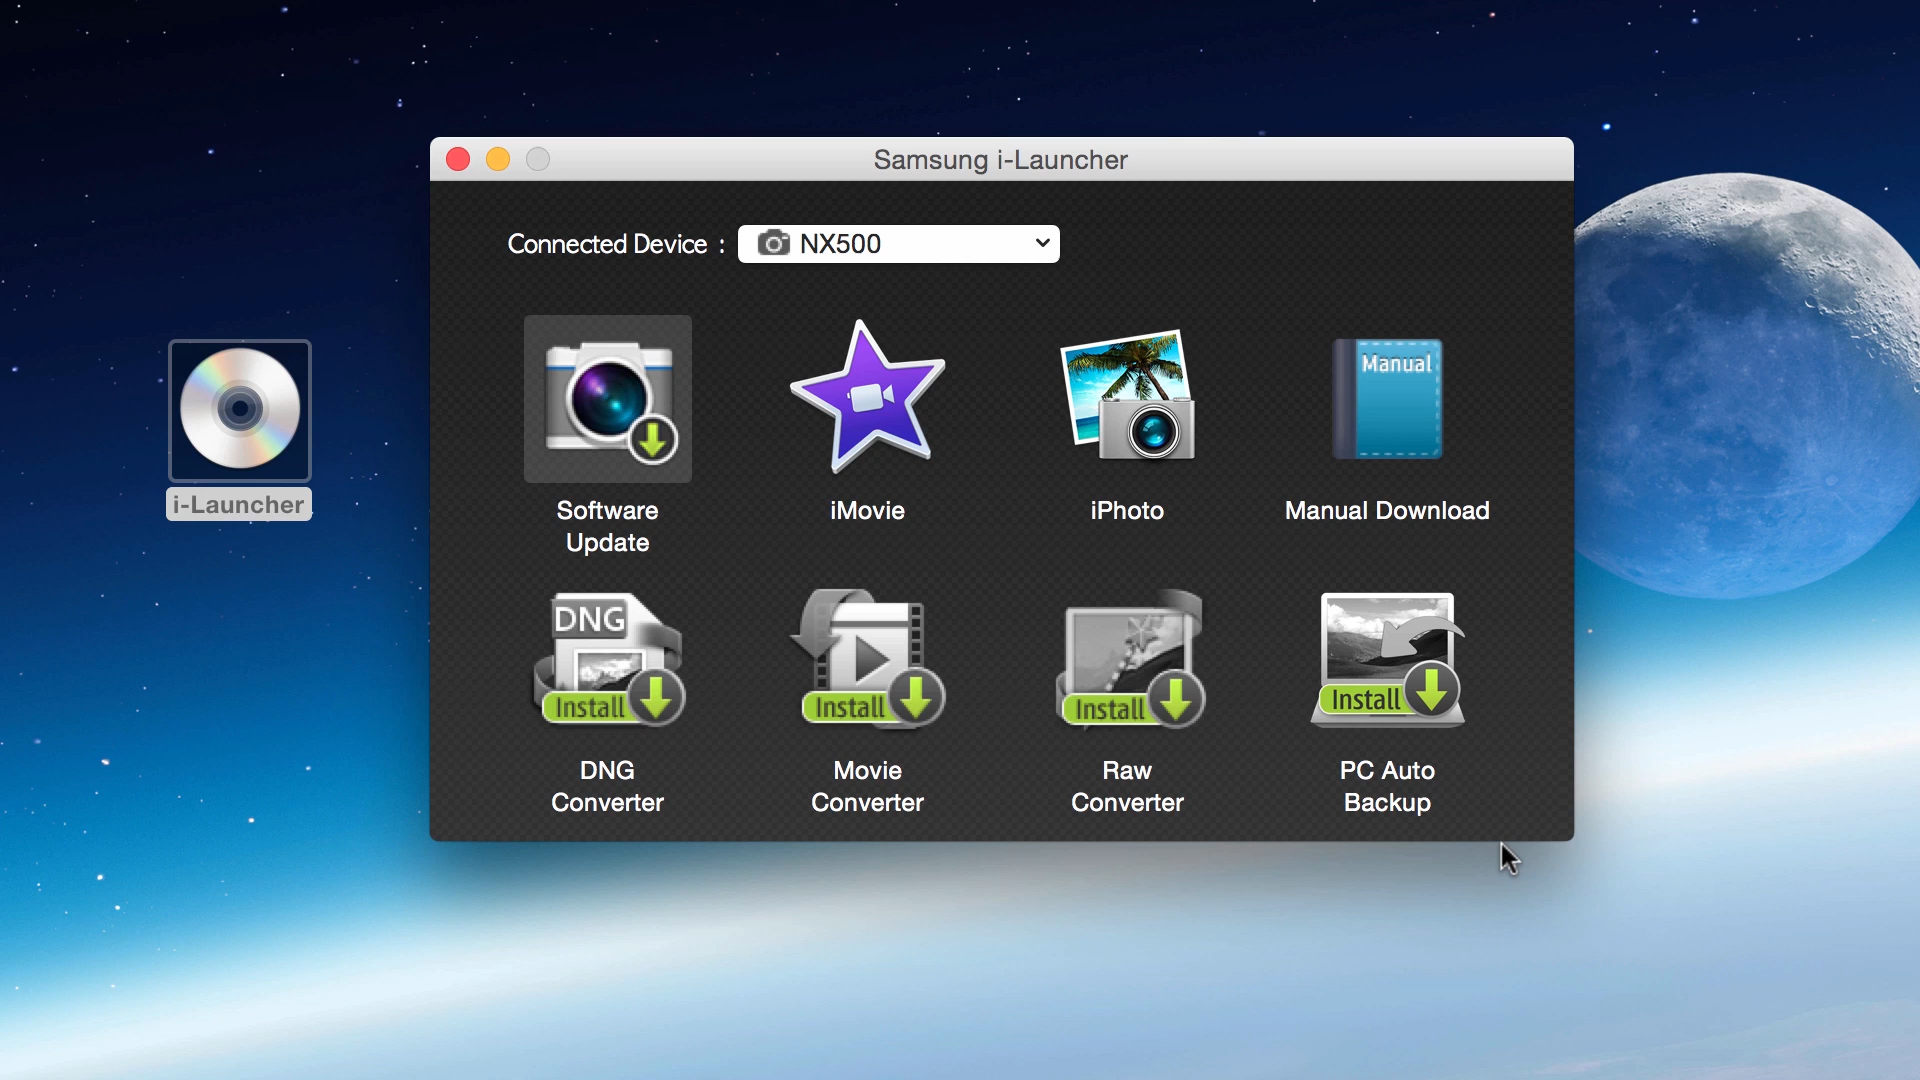 Samsung i-Launcher
Connected Device : NX500
i-Launcher
Manual
Software
Update
iMovie
iPhoto
Manual Download
DNG
Install
Install
Install
Install
DNG
Converter
Movie
Converter
Raw
Converter
PC Auto
Backup